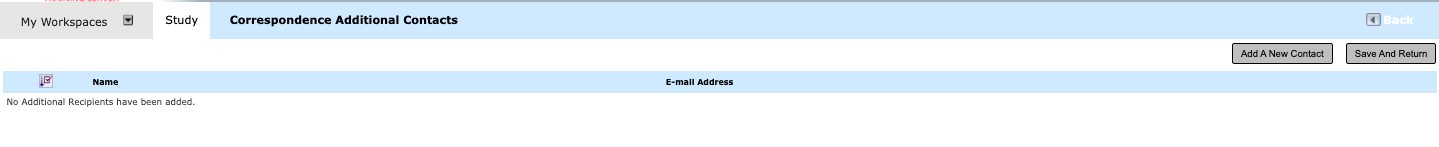 My Workspaces
Study
Correspondence Additional Contacts
Back
Add A New Contact
Save And Return
Name
E-mail Address
No Additional Recipients have been added.